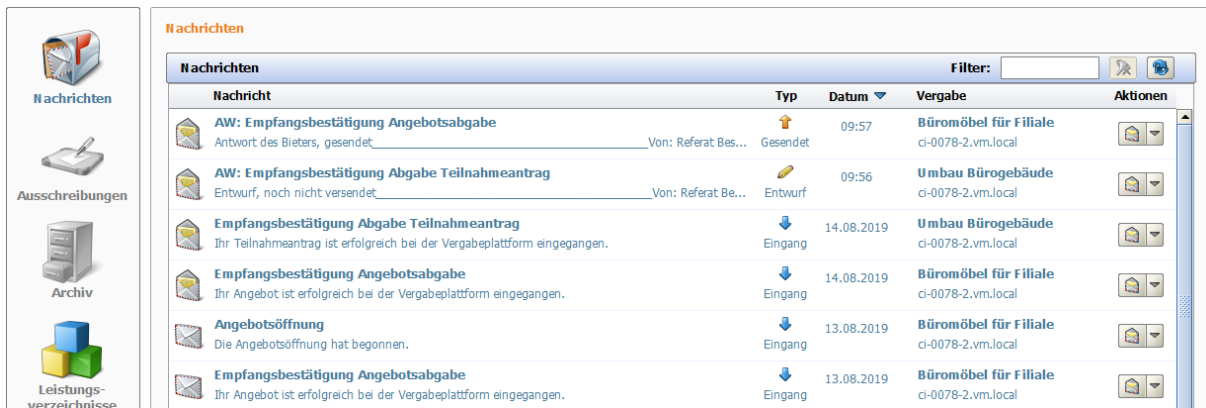 Nachrichten
Ausschreibungen
Archiv
Leistungs-
verzeichnisse
Nachrichten
Nachrichten Filter:
Nachricht Typ Datum Vergabe Aktionen
AW: Empfangsbestätigung Angebotsabgabe 09:57 Büromöbel für Filiale
Antwort des Bieters, gesendet Von: Referat Bes... Gesendet ci-0078-2.vm.local
AW: Empfangsbestätigung Abgabe Teilnahmeantrag 09:56 Umbau Bürogebäude
Entwurf, noch nicht versendet Von: Referat Be... Entwurf ci-0078-2.vm.local
Empfangsbestätigung Abgabe Teilnahmeantrag 14.08.2019 Umbau Bürogebäude
Ihr Teilnahmeantrag ist erfolgreich bei der Vergabeplattform eingegangen. Eingang ci-0078-2.vm.local
Empfangsbestätigung Angebotsabgabe 14.08.2019 Büromöbel für Filiale
Ihr Angebot ist erfolgreich bei der Vergabeplattform eingegangen. Eingang ci-0078-2.vm.local
Angebotsöffnung 13.08.2019 Büromöbel für Filiale
Die Angebotsöffnung hat begonnen. Eingang ci-0078-2.vm.local
Empfangsbestätigung Angebotsabgabe 13.08.2019 Büromöbel für Filiale
Ihr Angebot ist erfolgreich bei der Vergabeplattform eingegangen. Eingang ci-0078-2.vm.local